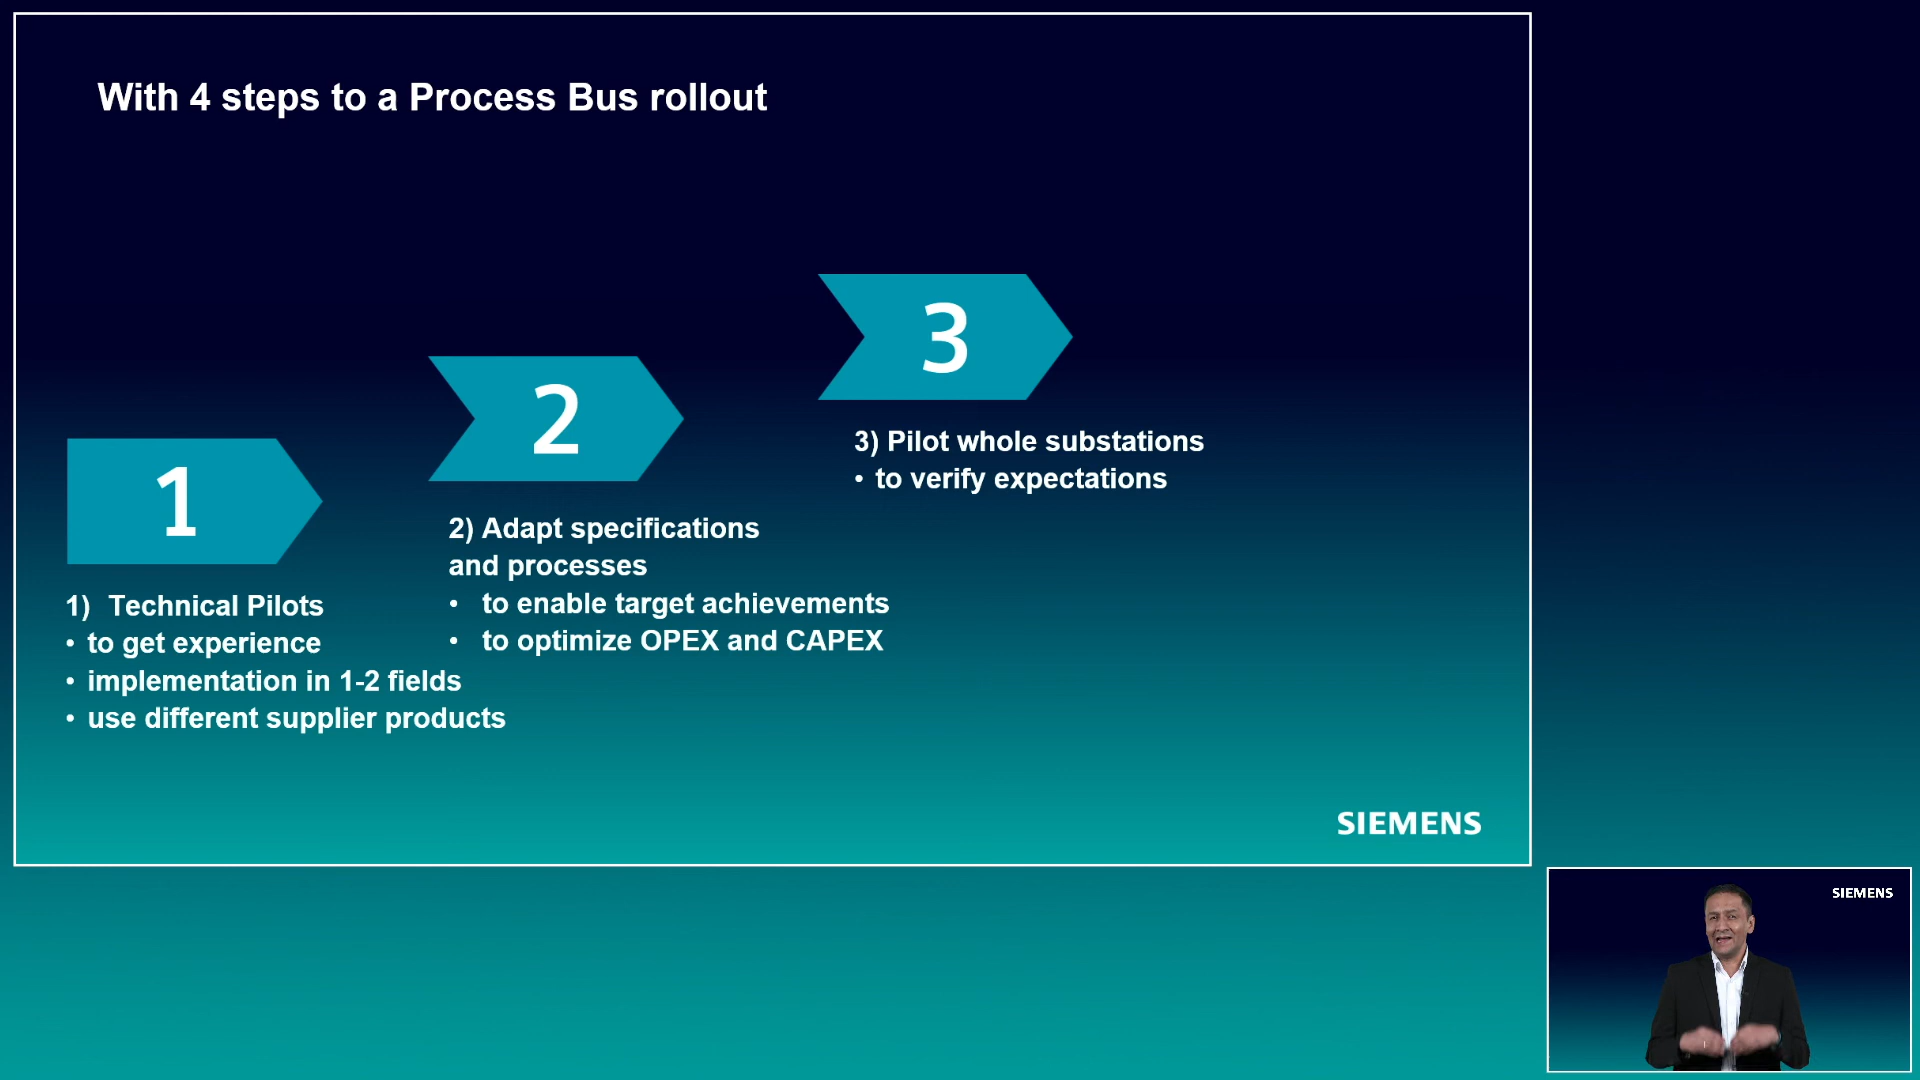 With 4 steps to a Process Bus rollout
1
1) Technical Pilots
• to get experience
• implementation in 1-2 fields
• use different supplier products
2
2) Adapt specifications
and processes
• to enable target achievements
• to optimize OPEX and CAPEX
3
3) Pilot whole substations
• to verify expectations
SIEMENS
SIEMENS